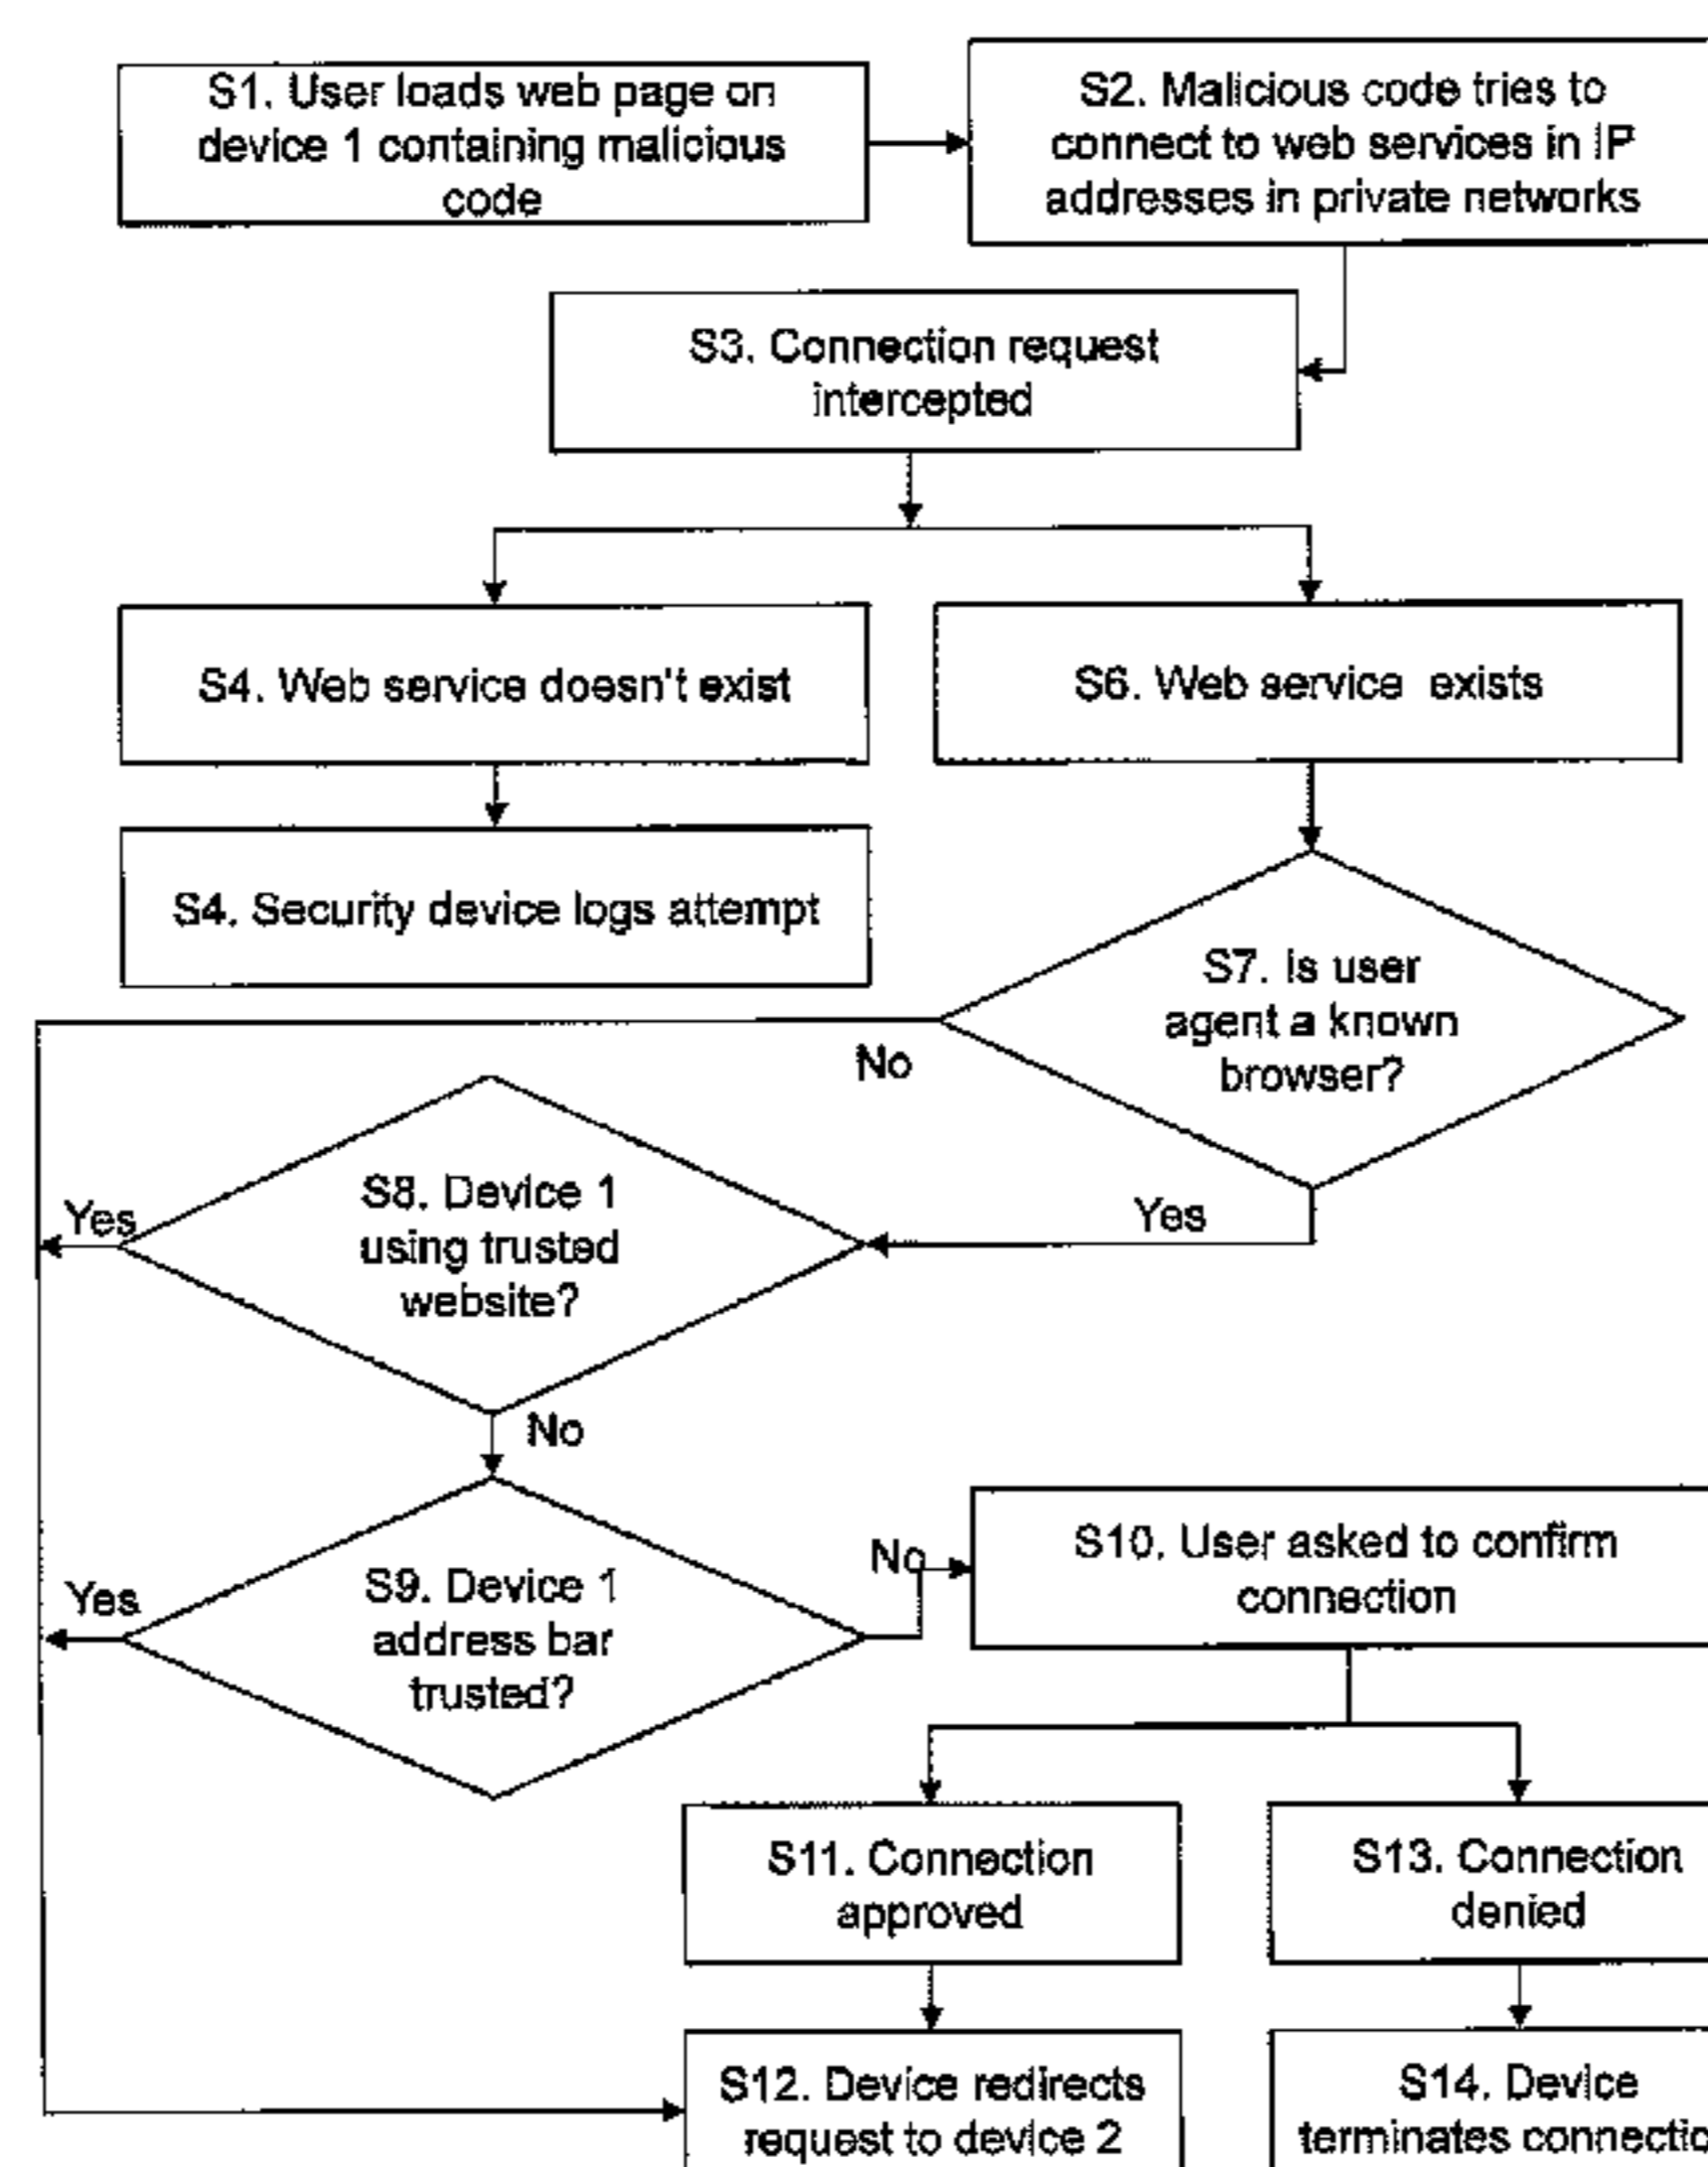 S1. User loads web page on
device 1 containing malicious
code
S2. Malicious code tries to
connect to web services in IP
addresses in private networks
S3. Connection request
intercepted
S4. Web service doesn't exist
S6. Web service exists
S4. Security device logs attempt
S7. Is user
agent a known
browser?
No
Yes
S8. Device 1
using trusted
website?
Yes
No
S9. Device 1
address bar
trusted?
Yes
No
S10. User asked to confirm
connection
S11. Connection
approved
S13. Connection
denied
S12. Device redirects
request to device 2
S14. Device
terminates